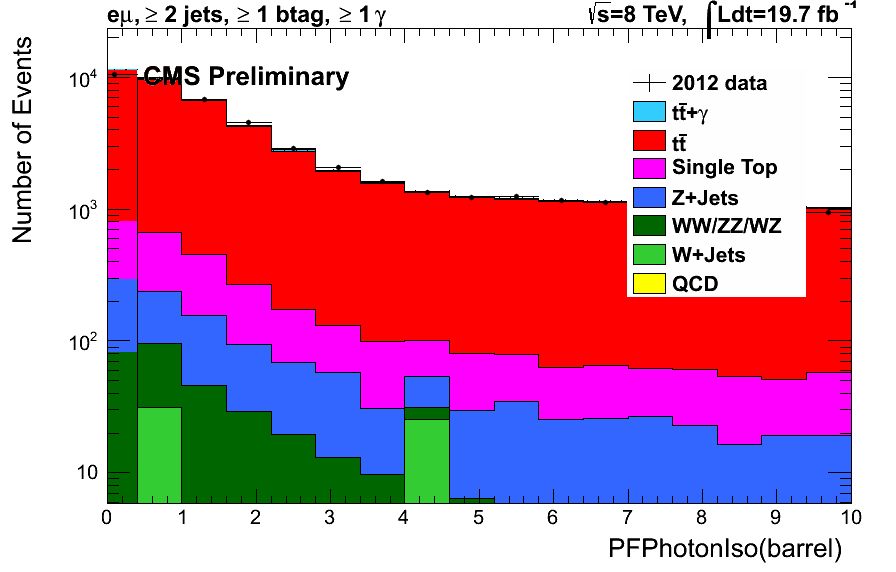 eμ, ≥ 2 jets, ≥ 1 btag, ≥ 1 γ
√s=8 TeV, ∫Ldt=19.7 fb⁻¹
CMS Preliminary
Number of Events
10⁴
10³
10²
10
2012 data
tt̄+γ
tt̄
Single Top
Z+Jets
WW/ZZ/WZ
W+Jets
QCD
0 1 2 3 4 5 6 7 8 9 10
PFPhotonIso(barrel)